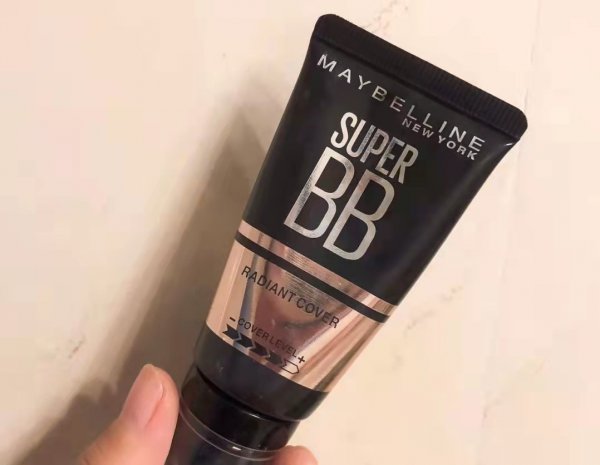 MAYBELLINE
NEW YORK
SUPER
BB
RADIANT COVER
- COVER LEVEL +